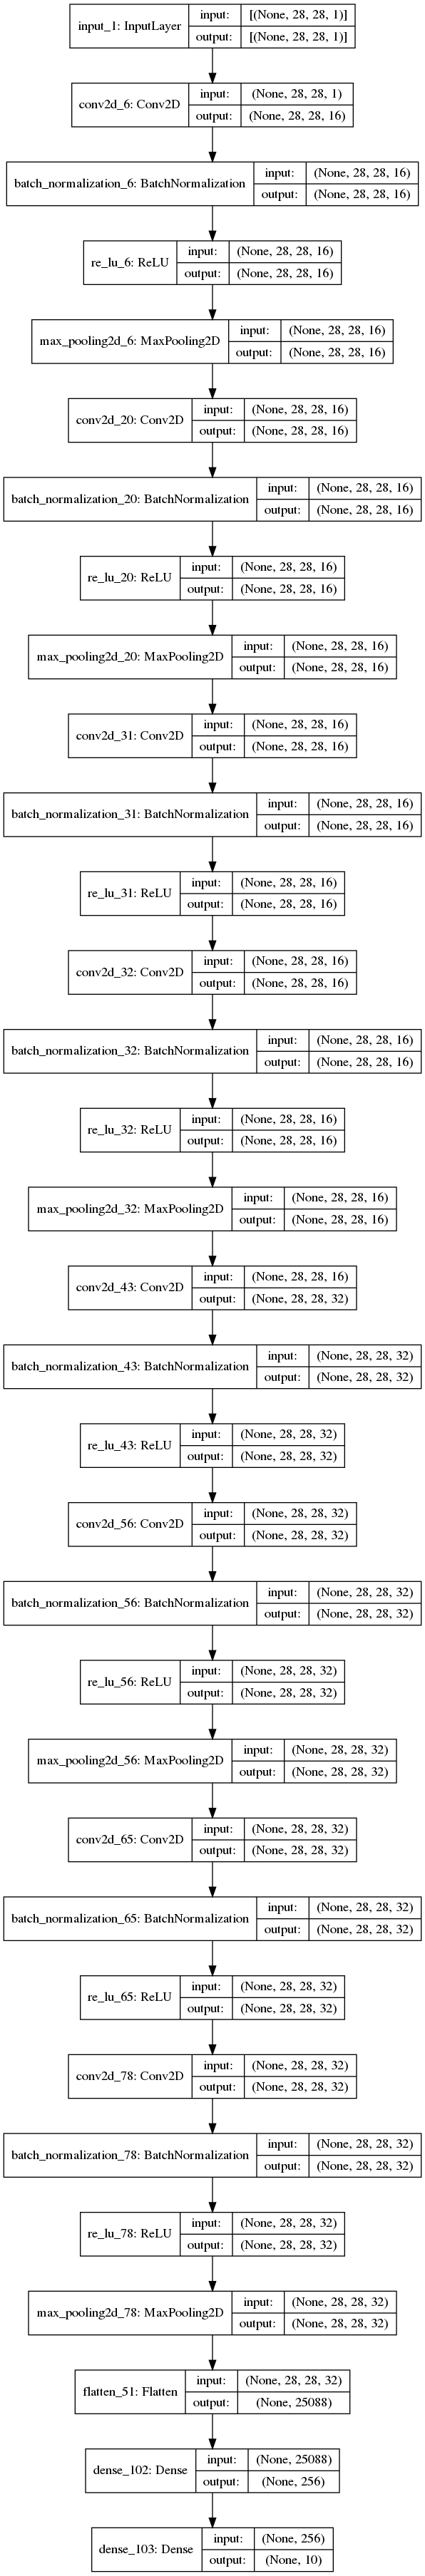 input_1: InputLayer
input: [(None, 28, 28, 1)]
output: [(None, 28, 28, 1)]
conv2d_6: Conv2D
input: (None, 28, 28, 1)
output: (None, 28, 28, 16)
batch_normalization_6: BatchNormalization
input: (None, 28, 28, 16)
output: (None, 28, 28, 16)
re_lu_6: ReLU
input: (None, 28, 28, 16)
output: (None, 28, 28, 16)
max_pooling2d_6: MaxPooling2D
input: (None, 28, 28, 16)
output: (None, 28, 28, 16)
conv2d_20: Conv2D
input: (None, 28, 28, 16)
output: (None, 28, 28, 16)
batch_normalization_20: BatchNormalization
input: (None, 28, 28, 16)
output: (None, 28, 28, 16)
re_lu_20: ReLU
input: (None, 28, 28, 16)
output: (None, 28, 28, 16)
max_pooling2d_20: MaxPooling2D
input: (None, 28, 28, 16)
output: (None, 28, 28, 16)
conv2d_31: Conv2D
input: (None, 28, 28, 16)
output: (None, 28, 28, 16)
batch_normalization_31: BatchNormalization
input: (None, 28, 28, 16)
output: (None, 28, 28, 16)
re_lu_31: ReLU
input: (None, 28, 28, 16)
output: (None, 28, 28, 16)
conv2d_32: Conv2D
input: (None, 28, 28, 16)
output: (None, 28, 28, 16)
batch_normalization_32: BatchNormalization
input: (None, 28, 28, 16)
output: (None, 28, 28, 16)
re_lu_32: ReLU
input: (None, 28, 28, 16)
output: (None, 28, 28, 16)
max_pooling2d_32: MaxPooling2D
input: (None, 28, 28, 16)
output: (None, 28, 28, 16)
conv2d_43: Conv2D
input: (None, 28, 28, 16)
output: (None, 28, 28, 32)
batch_normalization_43: BatchNormalization
input: (None, 28, 28, 32)
output: (None, 28, 28, 32)
re_lu_43: ReLU
input: (None, 28, 28, 32)
output: (None, 28, 28, 32)
conv2d_56: Conv2D
input: (None, 28, 28, 32)
output: (None, 28, 28, 32)
batch_normalization_56: BatchNormalization
input: (None, 28, 28, 32)
output: (None, 28, 28, 32)
re_lu_56: ReLU
input: (None, 28, 28, 32)
output: (None, 28, 28, 32)
max_pooling2d_56: MaxPooling2D
input: (None, 28, 28, 32)
output: (None, 28, 28, 32)
conv2d_65: Conv2D
input: (None, 28, 28, 32)
output: (None, 28, 28, 32)
batch_normalization_65: BatchNormalization
input: (None, 28, 28, 32)
output: (None, 28, 28, 32)
re_lu_65: ReLU
input: (None, 28, 28, 32)
output: (None, 28, 28, 32)
conv2d_78: Conv2D
input: (None, 28, 28, 32)
output: (None, 28, 28, 32)
batch_normalization_78: BatchNormalization
input: (None, 28, 28, 32)
output: (None, 28, 28, 32)
re_lu_78: ReLU
input: (None, 28, 28, 32)
output: (None, 28, 28, 32)
max_pooling2d_78: MaxPooling2D
input: (None, 28, 28, 32)
output: (None, 28, 28, 32)
flatten_51: Flatten
input: (None, 28, 28, 32)
output: (None, 25088)
dense_102: Dense
input: (None, 25088)
output: (None, 256)
dense_103: Dense
input: (None, 256)
output: (None, 10)